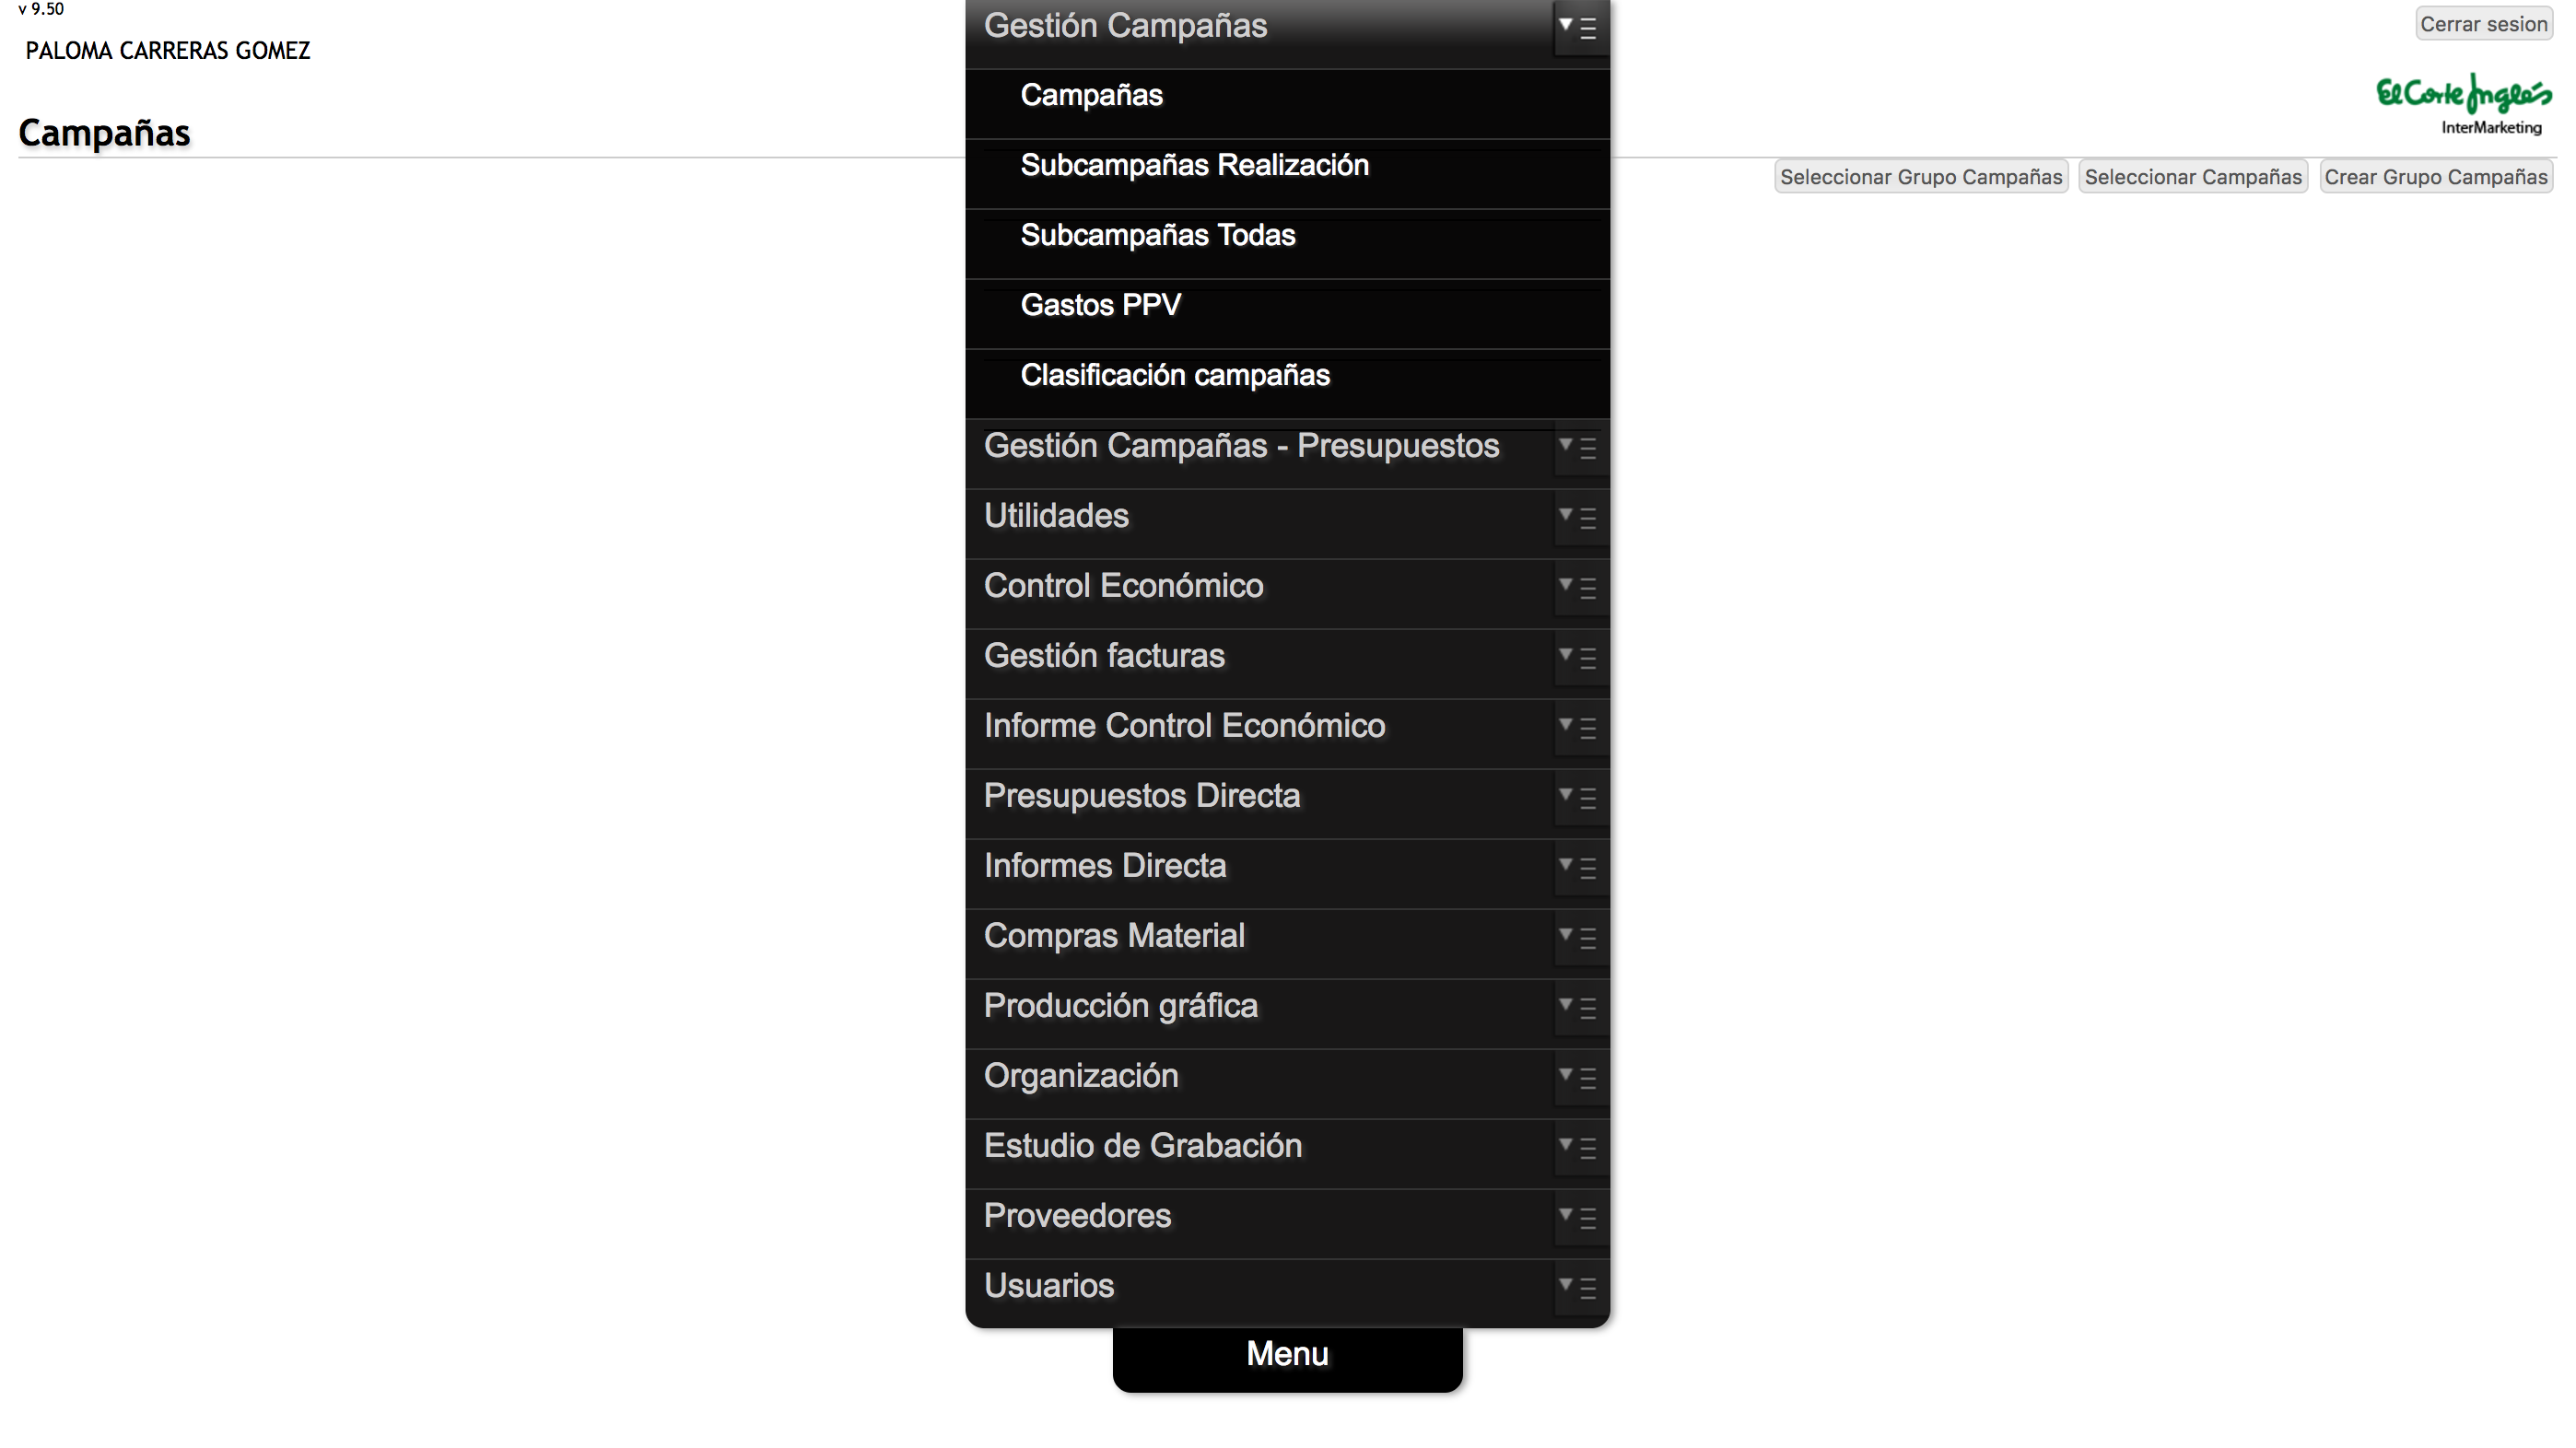 v 9.50
PALOMA CARRERAS GOMEZ
Cerrar sesion
El Corte Inglés
InterMarketing
Campañas
Seleccionar Grupo Campañas
Seleccionar Campañas
Crear Grupo Campañas
Gestión Campañas
Campañas
Subcampañas Realización
Subcampañas Todas
Gastos PPV
Clasificación campañas
Gestión Campañas - Presupuestos
Utilidades
Control Económico
Gestión facturas
Informe Control Económico
Presupuestos Directa
Informes Directa
Compras Material
Producción gráfica
Organización
Estudio de Grabación
Proveedores
Usuarios
Menu